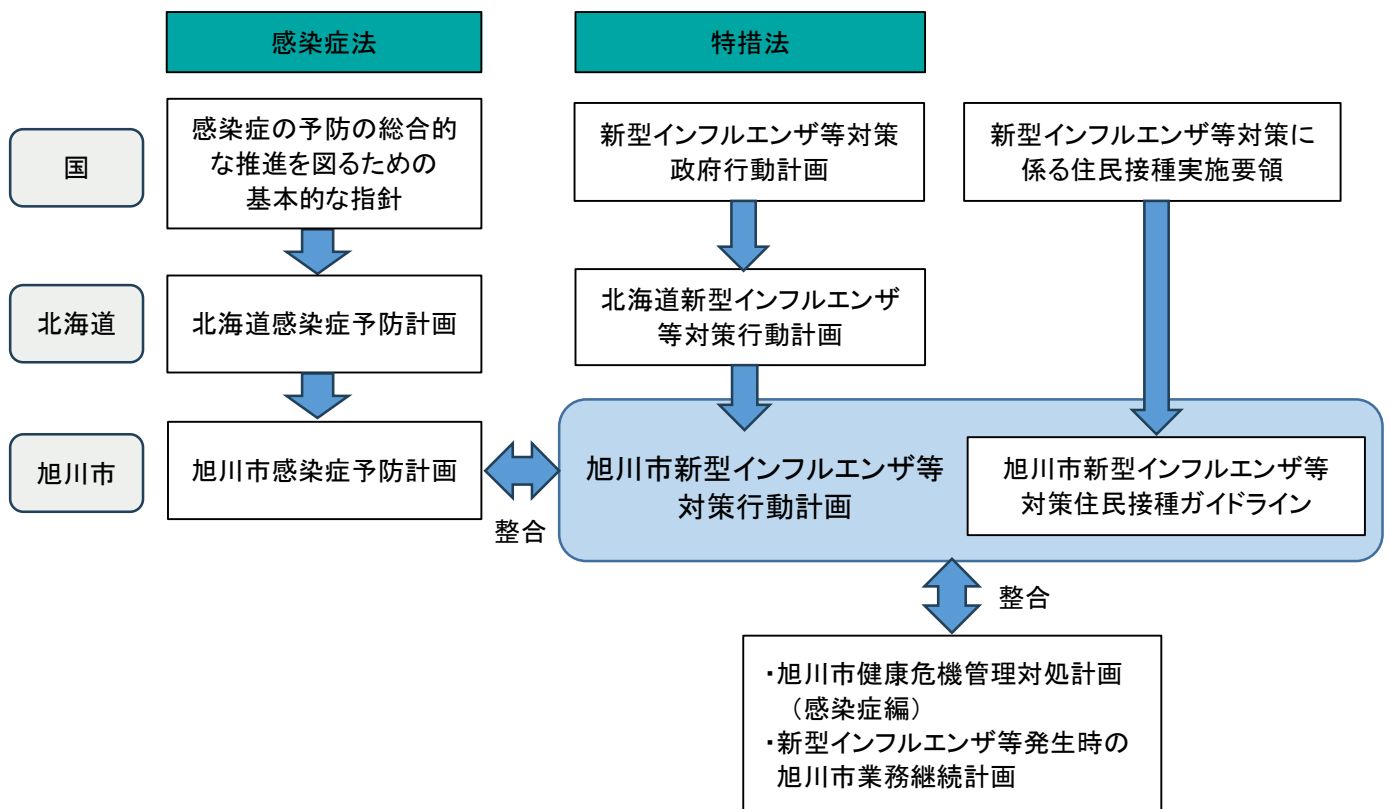 感染症法
特措法
国
感染症の予防の総合的
な推進を図るための
基本的な指針
新型インフルエンザ等対策
政府行動計画
新型インフルエンザ等対策に
係る住民接種実施要領
北海道
北海道感染症予防計画
北海道新型インフルエンザ
等対策行動計画
旭川市
旭川市感染症予防計画
整合
旭川市新型インフルエンザ等
対策行動計画
旭川市新型インフルエンザ等
対策住民接種ガイドライン
整合
・旭川市健康危機管理対処計画
（感染症編）
・新型インフルエンザ等発生時の
旭川市業務継続計画